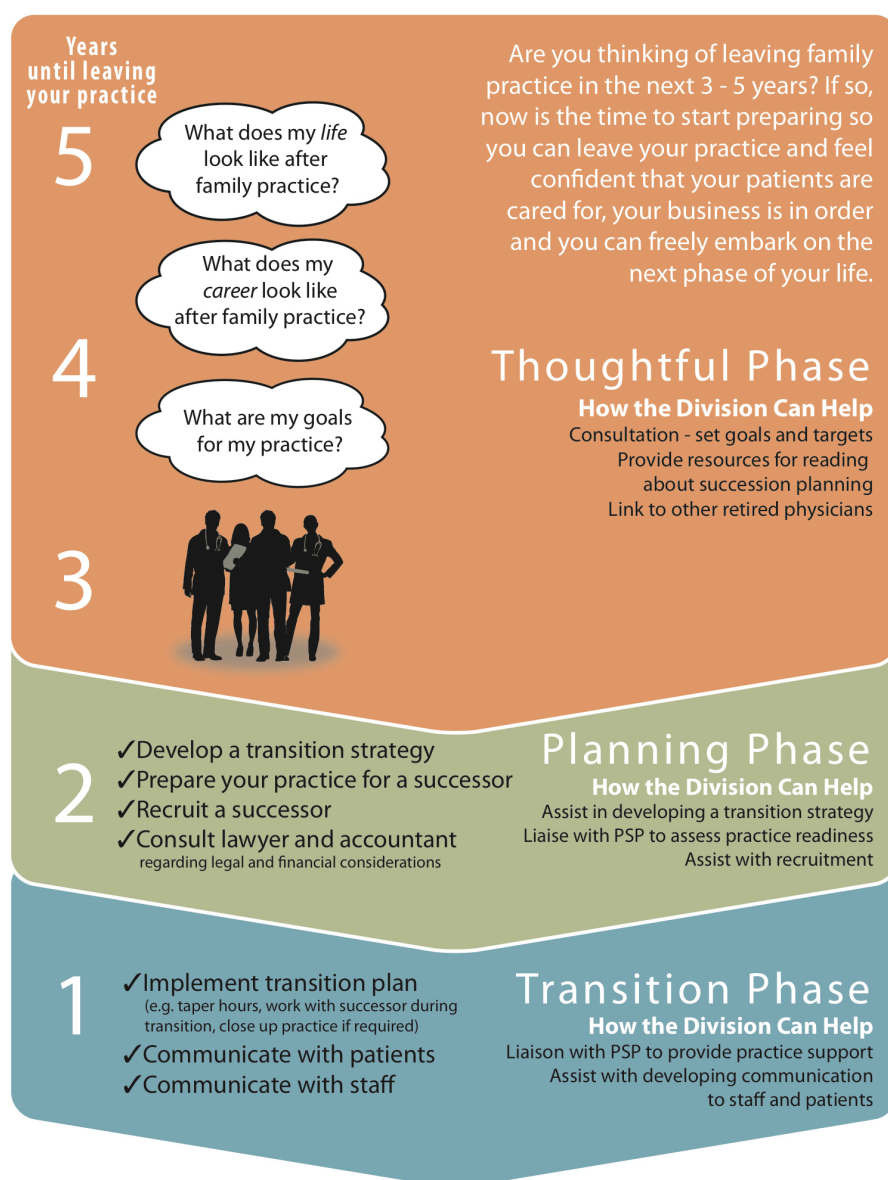 Years
until leaving
your practice
5
What does my life
look like after
family practice?
Are you thinking of leaving family
practice in the next 3 - 5 years? If so,
now is the time to start preparing so
you can leave your practice and feel
confident that your patients are
cared for, your business is in order
and you can freely embark on the
next phase of your life.
What does my
career look like
after family practice?
4
What are my goals
for my practice?
Thoughtful Phase
How the Division Can Help
Consultation - set goals and targets
Provide resources for reading
about succession planning
Link to other retired physicians
3
2
✓Develop a transition strategy
✓Prepare your practice for a successor
✓Recruit a successor
✓Consult lawyer and accountant
regarding legal and financial considerations
Planning Phase
How the Division Can Help
Assist in developing a transition strategy
Liaise with PSP to assess practice readiness
Assist with recruitment
1
✓Implement transition plan
(e.g. taper hours, work with successor during
transition, close up practice if required)
✓Communicate with patients
✓Communicate with staff
Transition Phase
How the Division Can Help
Liaison with PSP to provide practice support
Assist with developing communication
to staff and patients